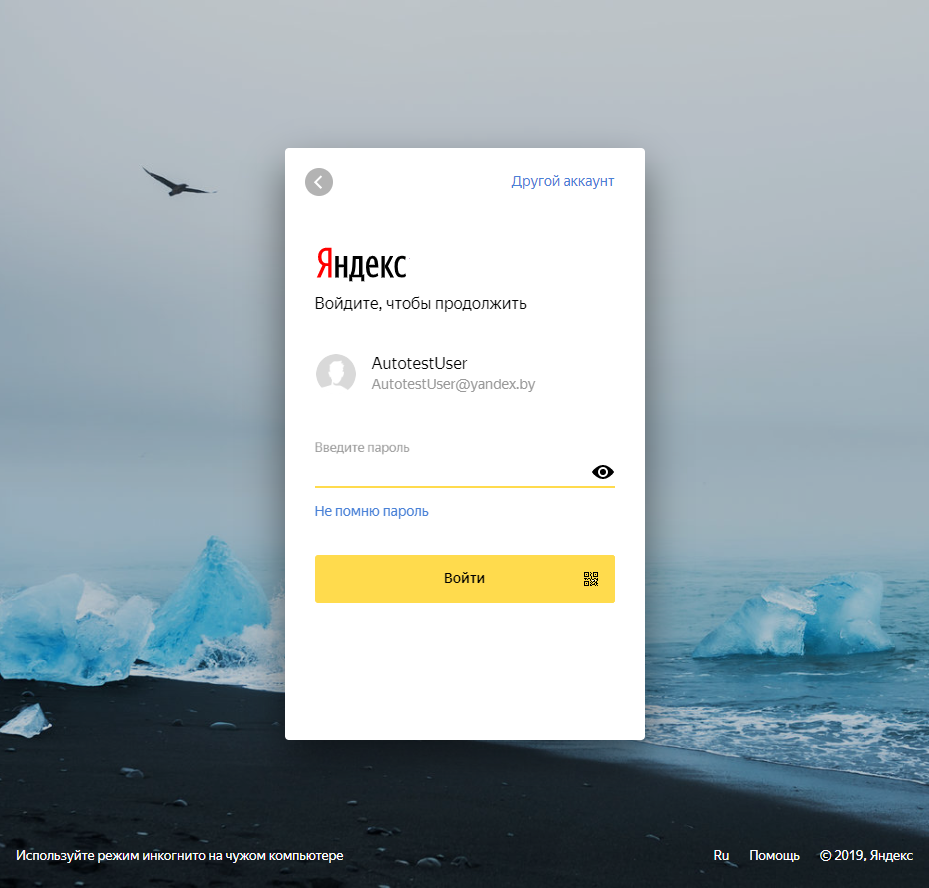 Другой аккаунт
Яндекс
Войдите, чтобы продолжить
AutotestUser
AutotestUser@yandex.by
Введите пароль
Не помню пароль
Войти
Используйте режим инкогнито на чужом компьютере
Ru Помощь © 2019, Яндекс